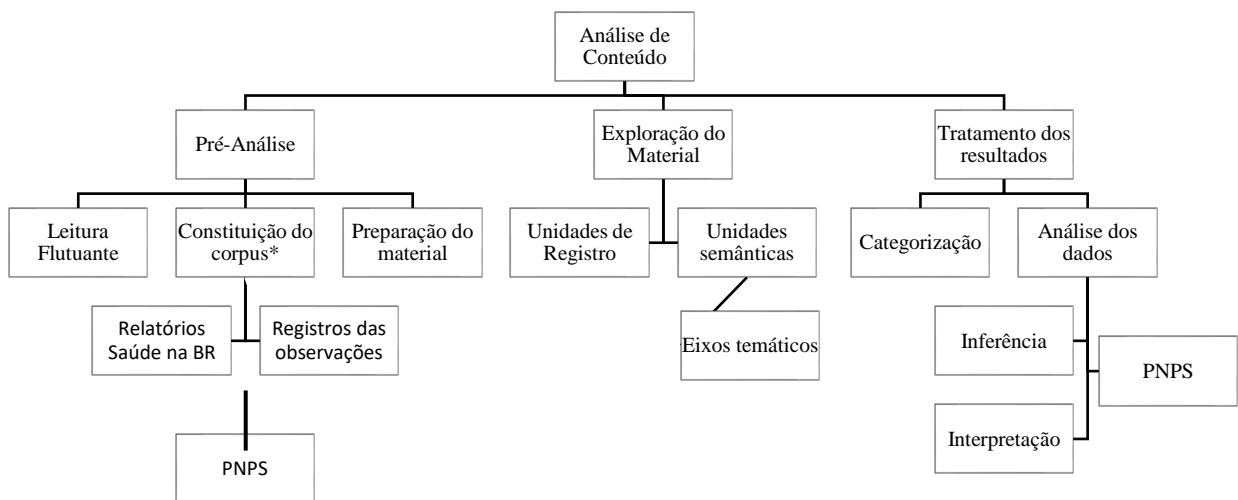 Análise de
Conteúdo
Pré-Análise
Exploração do
Material
Tratamento dos
resultados
Leitura
Flutuante
Constituição do
corpus*
Preparação do
material
Unidades de
Registro
Unidades
semânticas
Categorização
Análise dos
dados
Relatórios
Saúde na BR
Registros das
observações
Eixos temáticos
Inferência
PNPS
Interpretação
PNPS